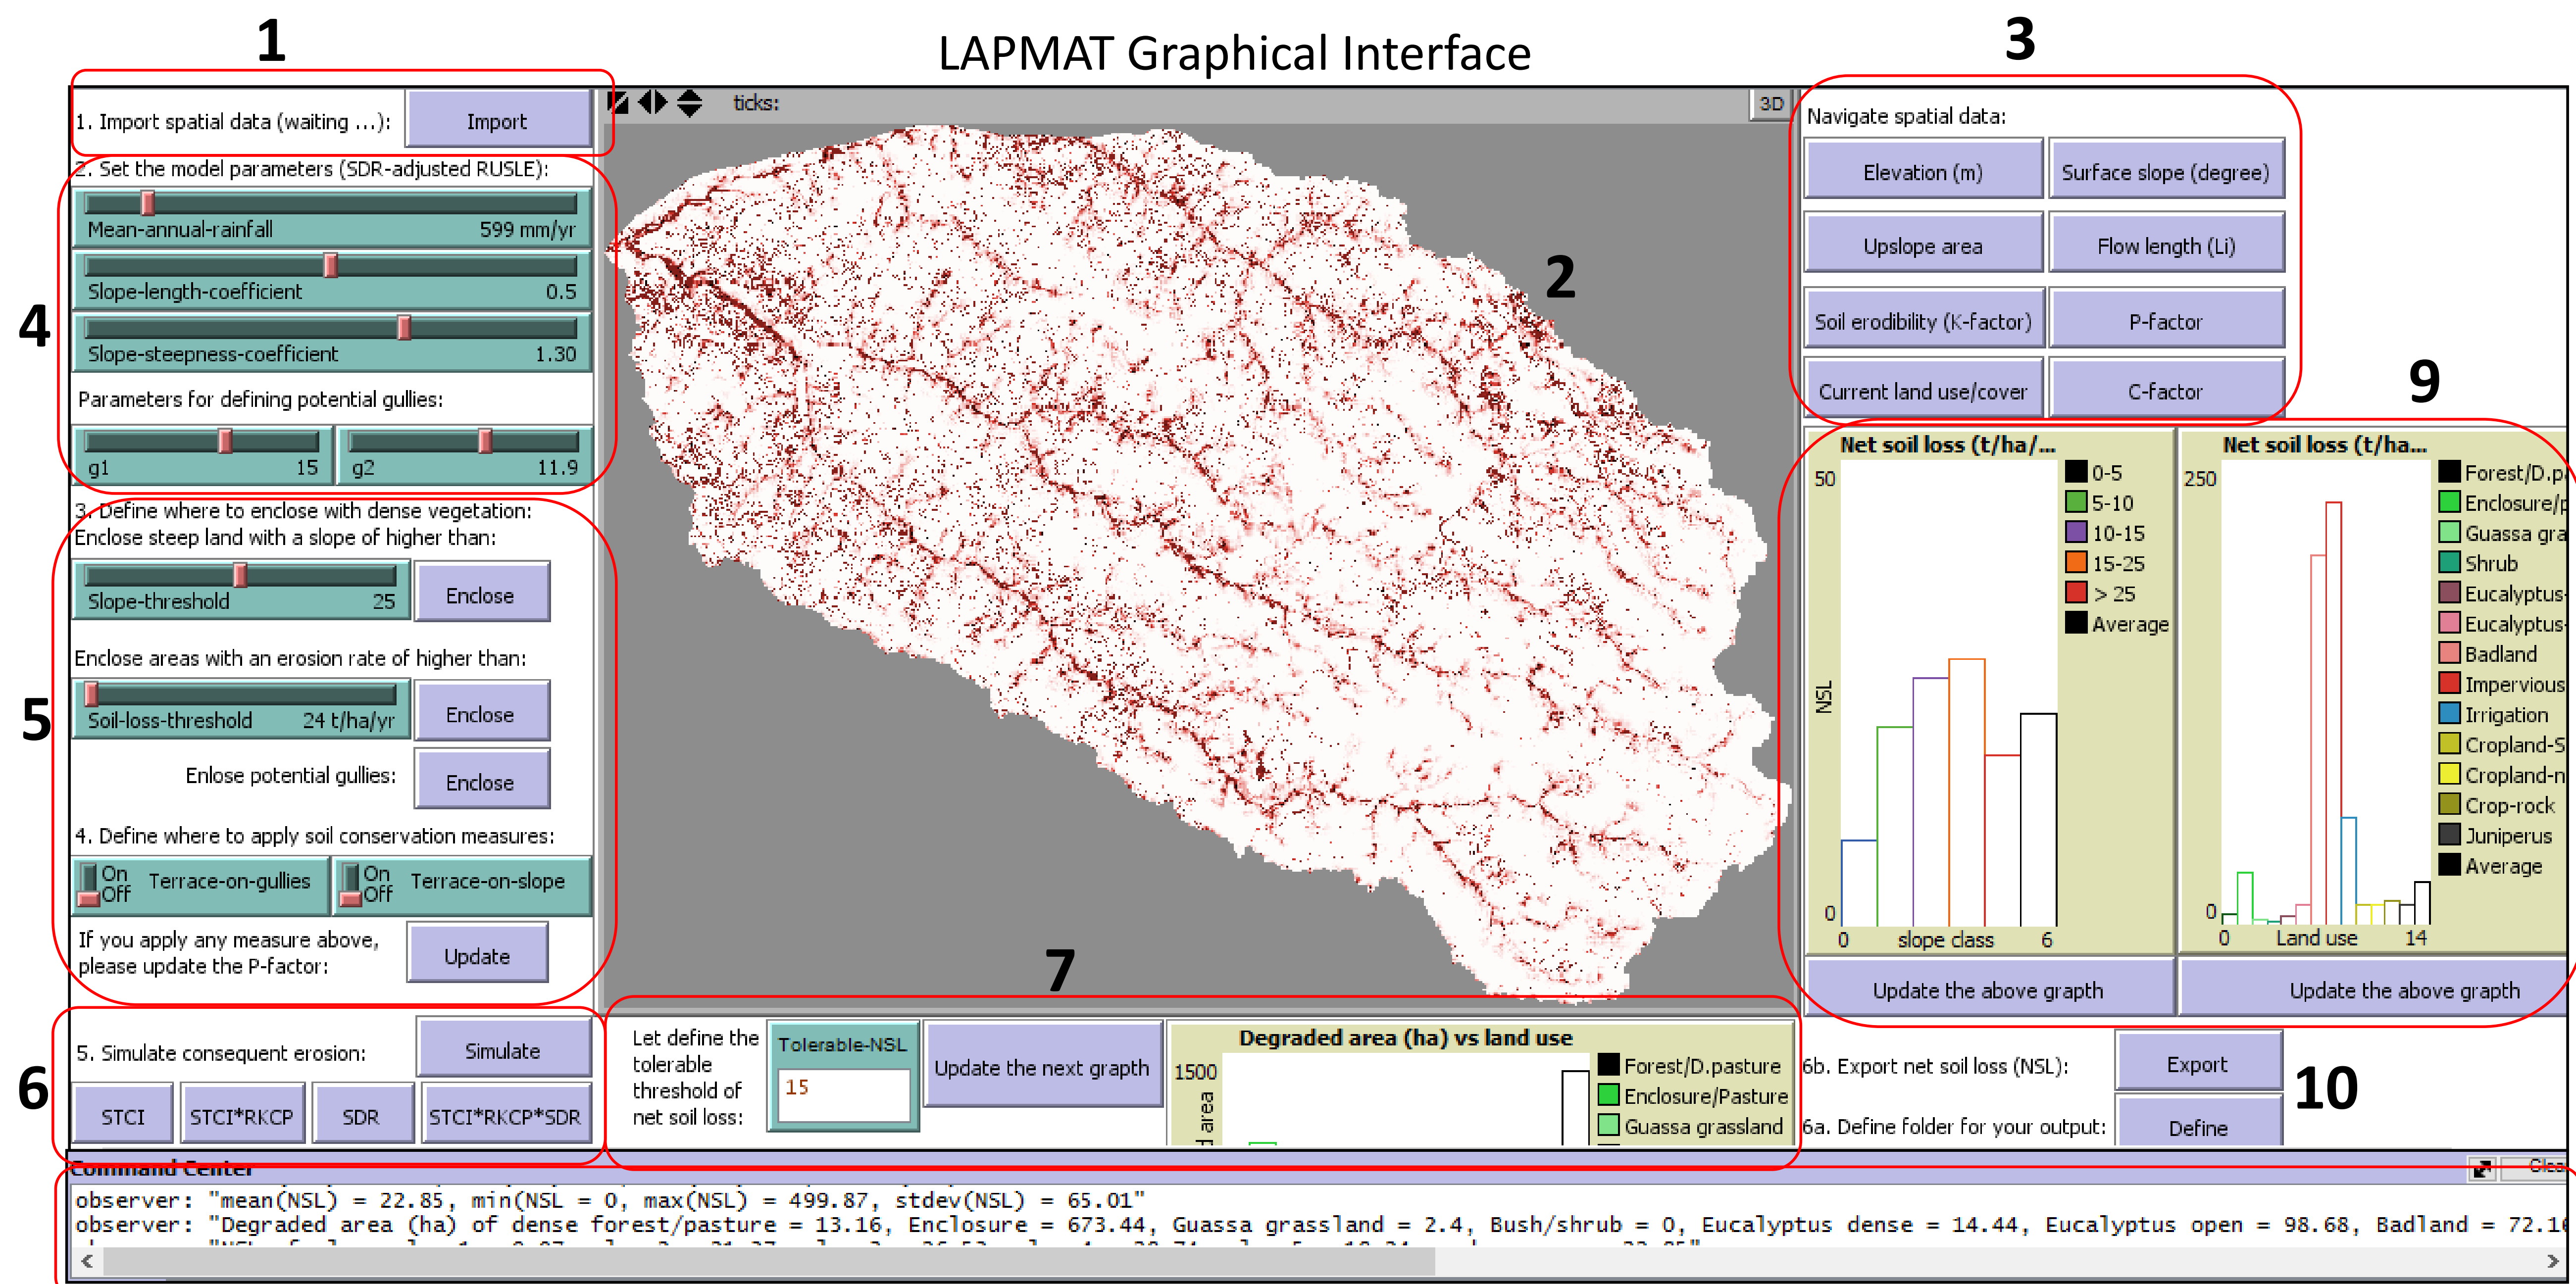 LAPMAT Graphical Interface
1
1. Import spatial data (waiting ...):
Import
4
2. Set the model parameters (SDR-adjusted RUSLE):
Mean-annual-rainfall 599 mm/yr
Slope-length-coefficient 0.5
Slope-steepness-coefficient 1.30
Parameters for defining potential gullies:
g1 15
g2 11.9
5
3. Define where to enclose with dense vegetation:
Enclose steep land with a slope of higher than:
Slope-threshold 25
Enclose
Enclose areas with an erosion rate of higher than:
Soil-loss-threshold 24 t/ha/yr
Enclose
Enlose potential gullies:
Enclose
4. Define where to apply soil conservation measures:
On
Off
Terrace-on-gullies
On
Off
Terrace-on-slope
If you apply any measure above,
please update the P-factor:
Update
6
5. Simulate consequent erosion:
Simulate
STCI
STCI*RKCP
SDR
STCI*RKCP*SDR
ticks:
3D
2
7
Let define the
tolerable
threshold of
net soil loss:
Tolerable-NSL
15
Update the next grapth
Degraded area (ha) vs land use
1500
d area
Forest/D.pasture
Enclosure/Pasture
Guassa grassland
3
Navigate spatial data:
Elevation (m)
Surface slope (degree)
Upslope area
Flow length (Li)
Soil erodibility (K-factor)
P-factor
Current land use/cover
C-factor
9
Net soil loss (t/ha/...
50
NSL
0
0 slope class 6
0-5
5-10
10-15
15-25
> 25
Average
Update the above grapth
Net soil loss (t/ha...
250
0
0 Land use 14
Forest/D.pa
Enclosure/p
Guassa gra
Shrub
Eucalyptus-
Eucalyptus-
Badland
Impervious
Irrigation
Cropland-S
Cropland-n
Crop-rock
Juniperus
Average
Update the above grapth
6b. Export net soil loss (NSL):
Export
10
6a. Define folder for your output:
Define
Command Center
Clea
observer: "mean(NSL) = 22.85, min(NSL = 0, max(NSL) = 499.87, stdev(NSL) = 65.01"
observer: "Degraded area (ha) of dense forest/pasture = 13.16, Enclosure = 673.44, Guassa grassland = 2.4, Bush/shrub = 0, Eucalyptus dense = 14.44, Eucalyptus open = 98.68, Badland = 72.16